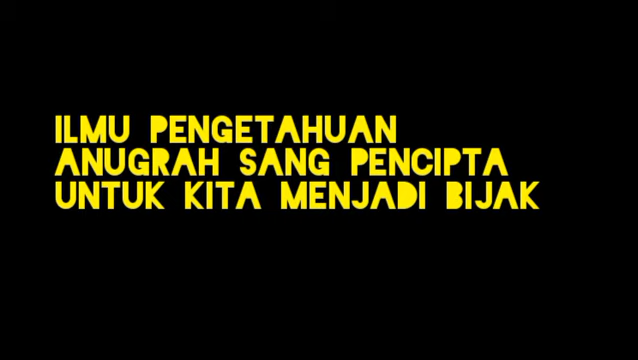 ILMU PENGETAHUAN
ANUGRAH SANG PENCIPTA
UNTUK KITA MENJADI BIJAK